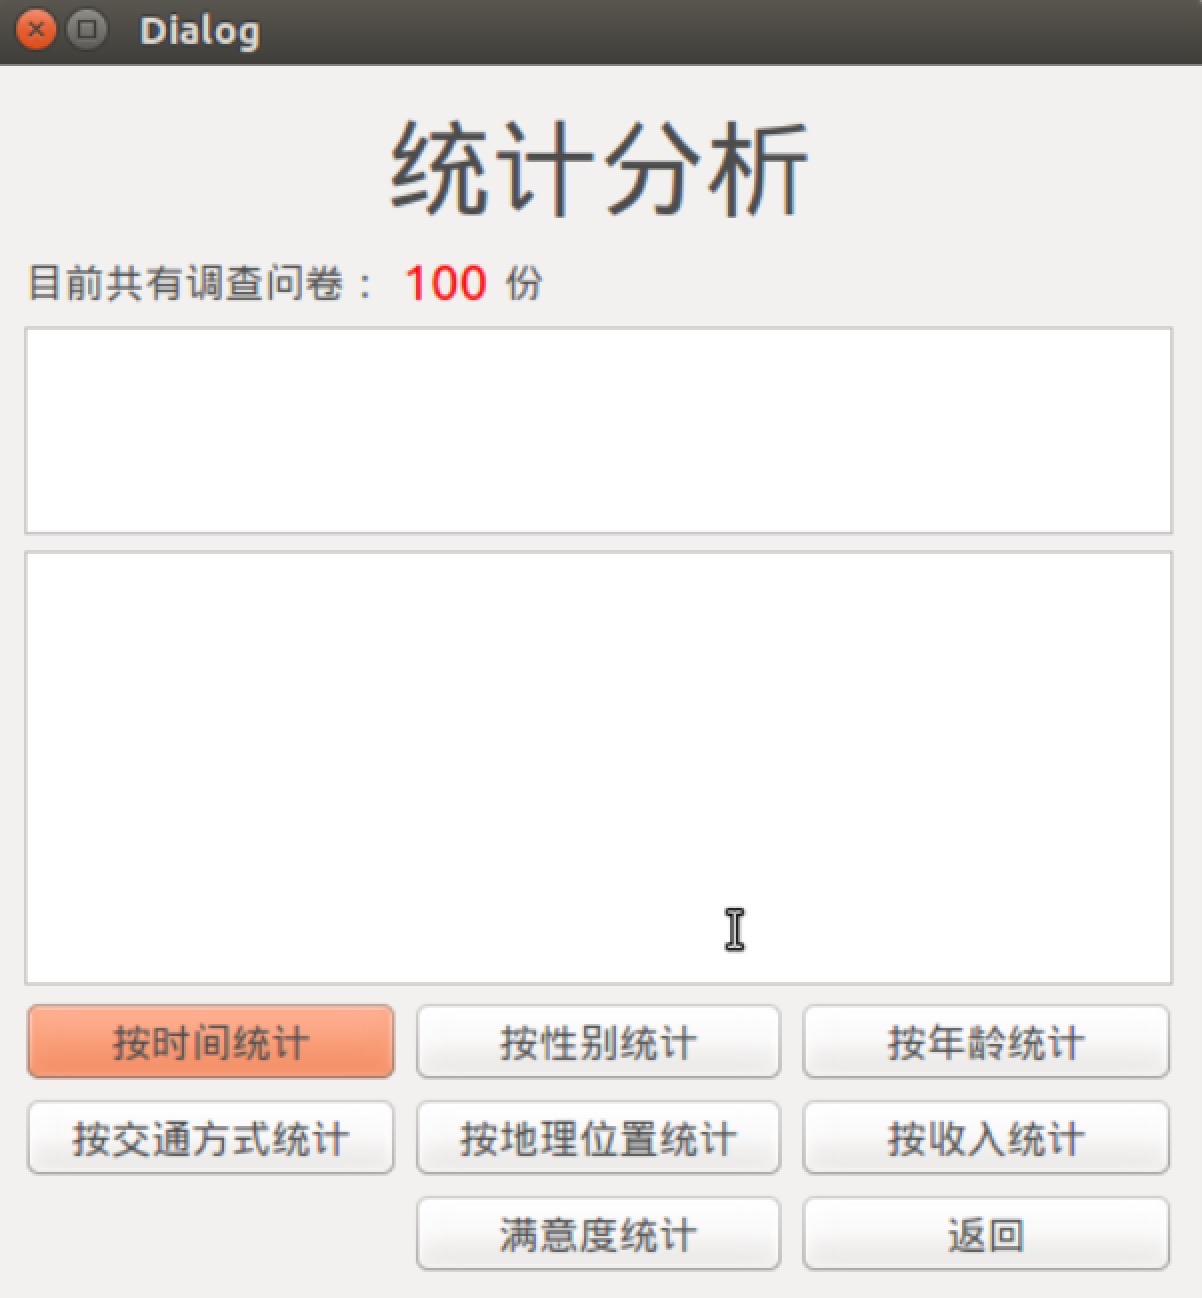 Dialog
统计分析
目前共有调查问卷： 100 份
按时间统计 按性别统计 按年龄统计
按交通方式统计 按地理位置统计 按收入统计
满意度统计 返回